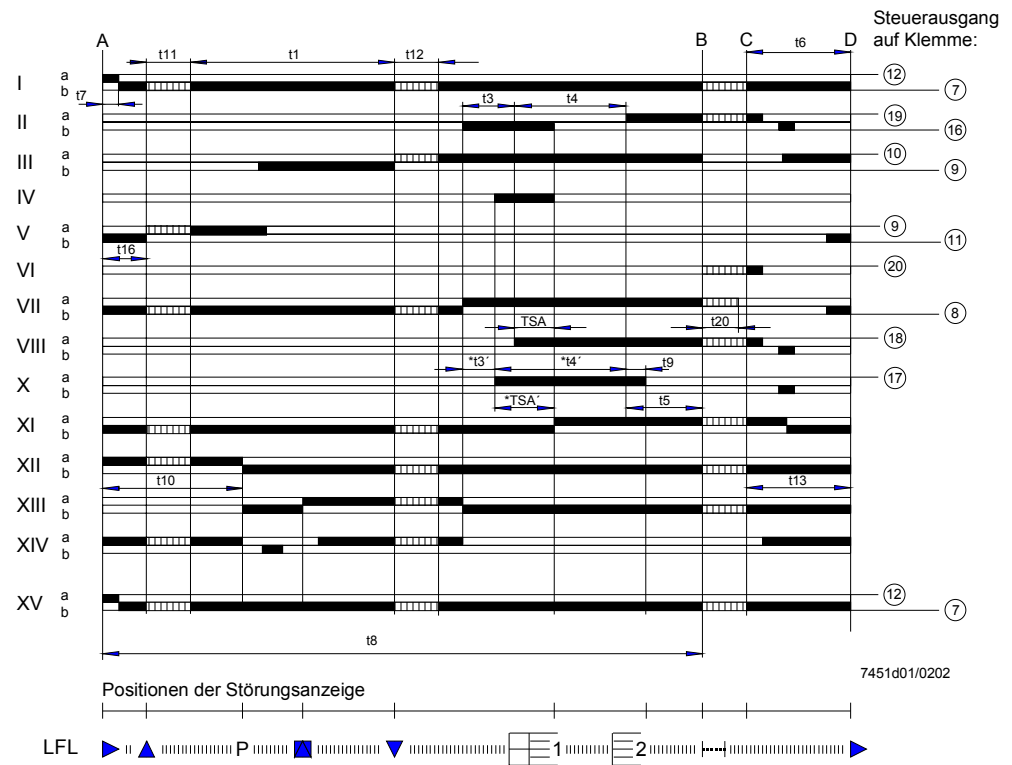 Steuerausgang
auf Klemme:
A B C D
t11 t1 t12 t6
I a b 12 7
t7
t3 t4
II a b 19 16
III a b 10 9
IV
V a b 9 11
t16
VI 20
VII a b 8
TSA t20
VIII a b 18
*t3´ *t4´ t9
X a b 17
*TSA´ t5
XI a b
XII a b
t10 t13
XIII a b
XIV a b
XV a b 12 7
t8
7451d01/0202
Positionen der Störungsanzeige
LFL P 1 2